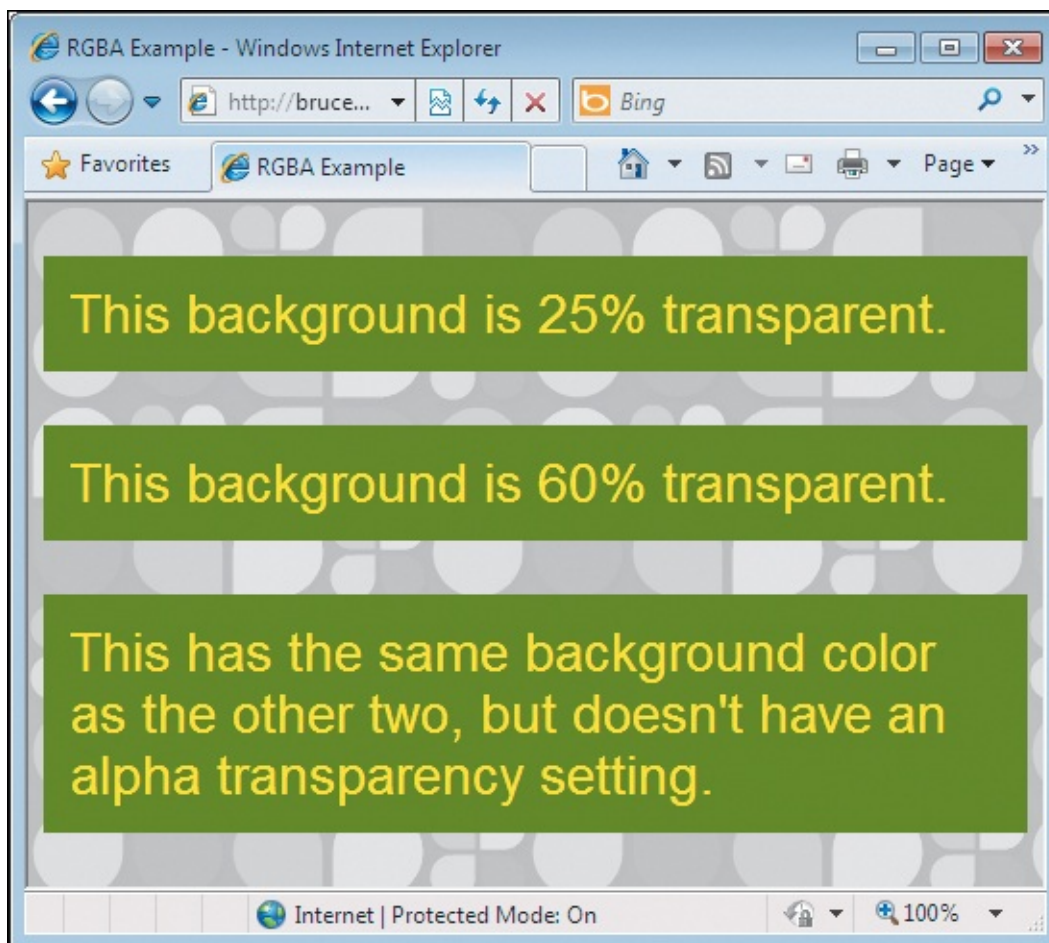 RGBA Example - Windows Internet Explorer
http://bruce...
Bing
Favorites
RGBA Example
Page
This background is 25% transparent.
This background is 60% transparent.
This has the same background color
as the other two, but doesn't have an
alpha transparency setting.
Internet | Protected Mode: On
100%